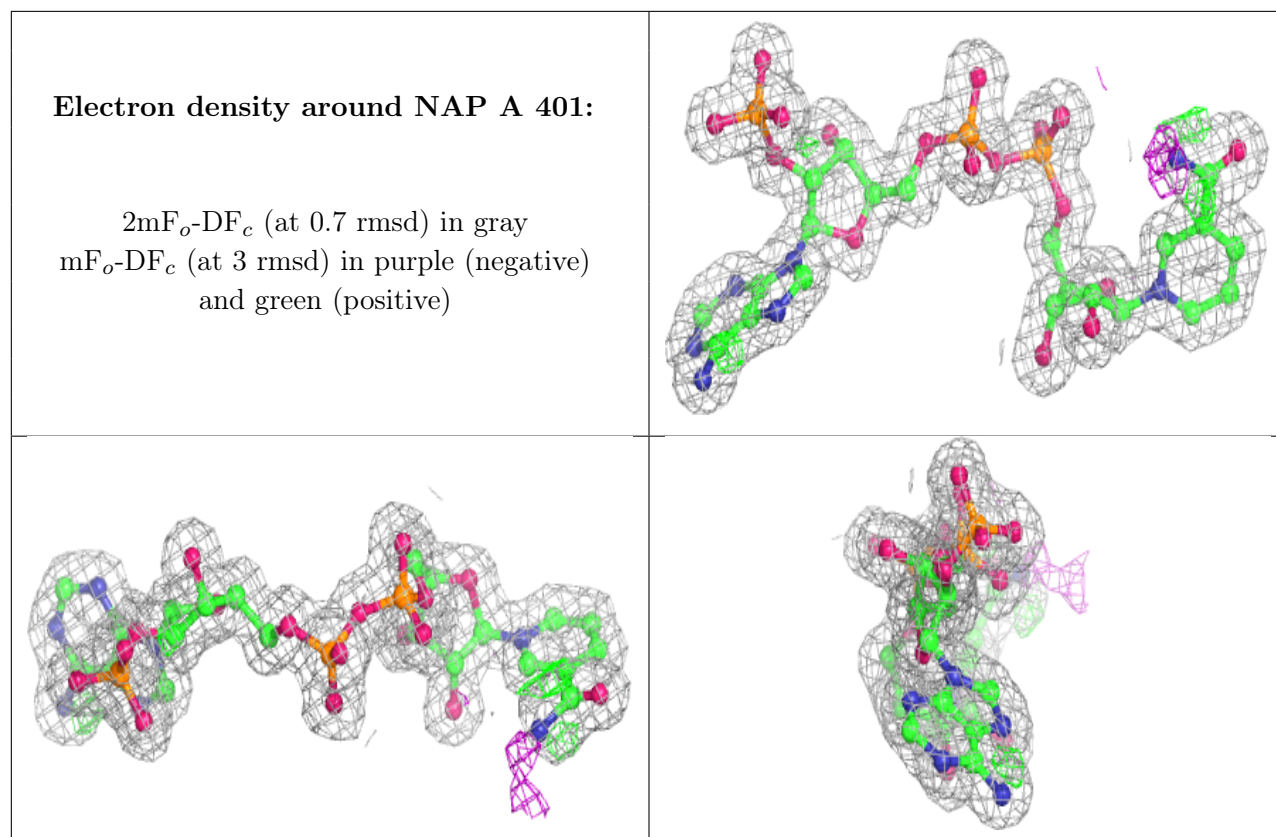 Electron density around NAP A 401:
2mFo-DFc (at 0.7 rmsd) in gray
mFo-DFc (at 3 rmsd) in purple (negative)
and green (positive)